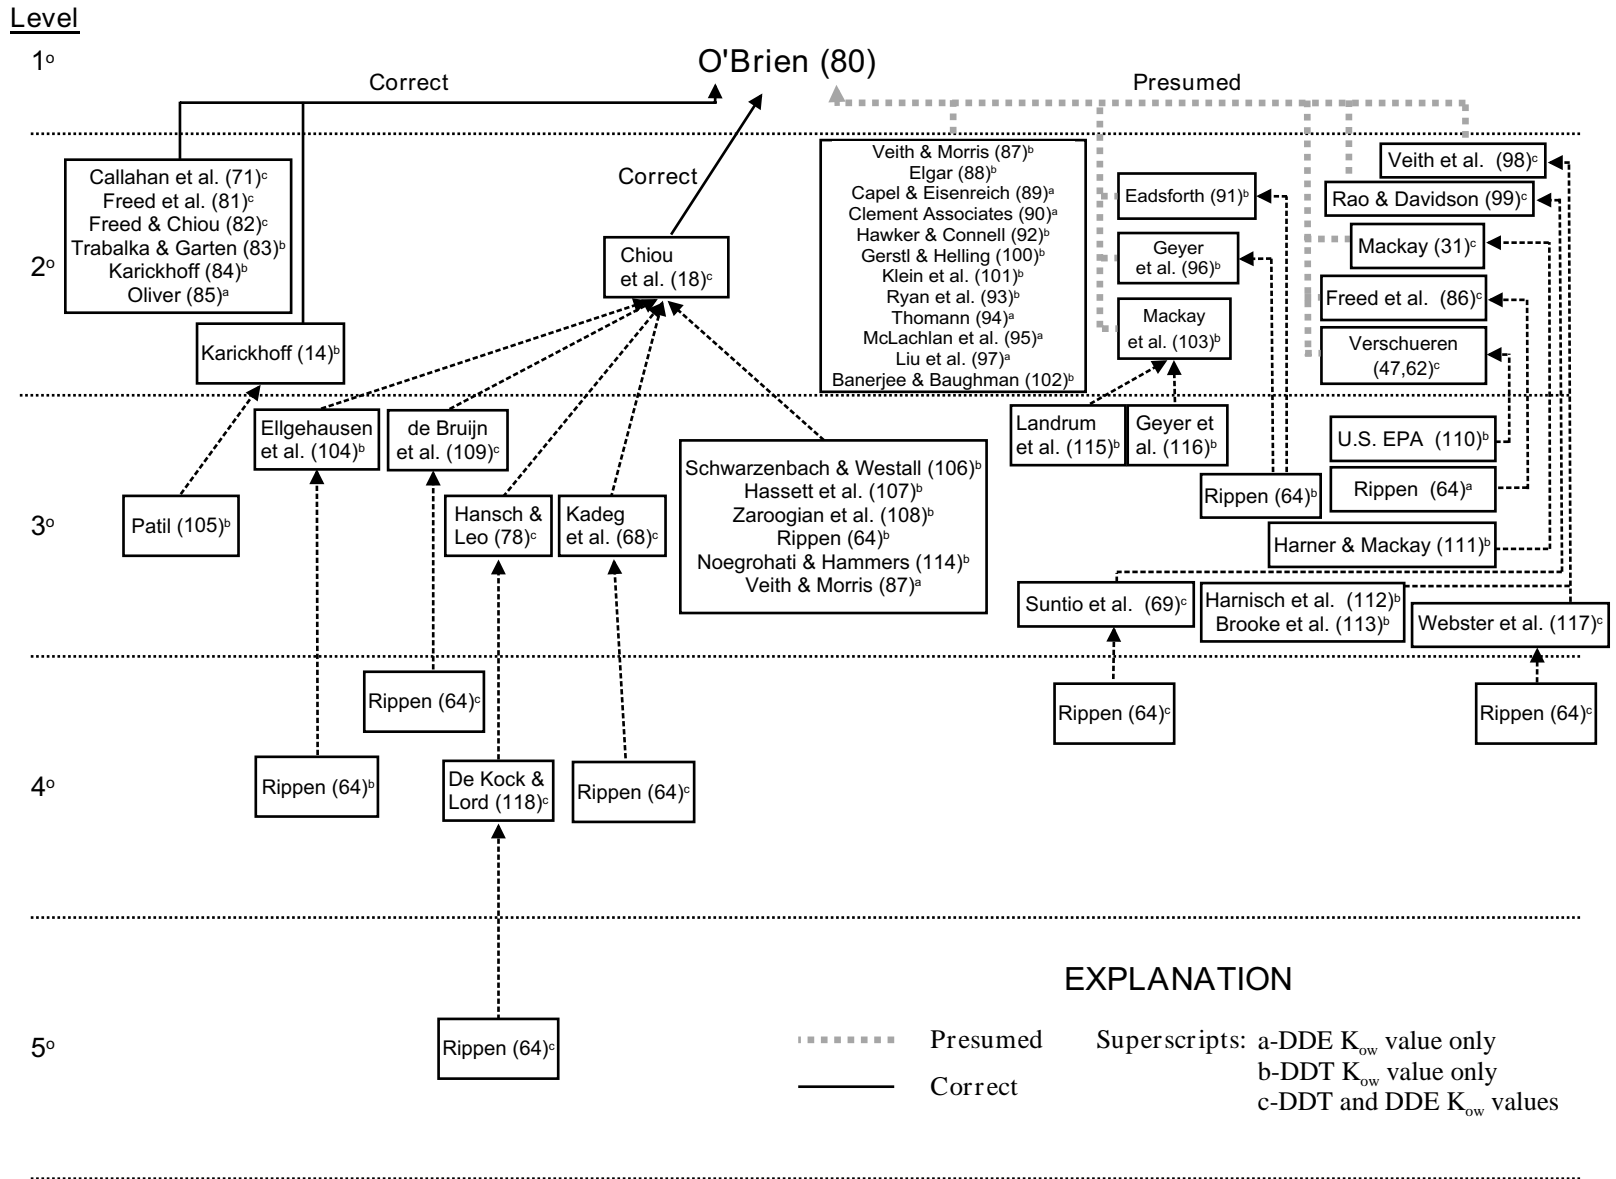 Level
1º
O'Brien (80)
Correct
Presumed
Correct
2º
Callahan et al. (71)ᶜ
Freed et al. (81)ᶜ
Freed & Chiou (82)ᶜ
Trabalka & Garten (83)ᵇ
Karickhoff (84)ᵇ
Oliver (85)ᵃ
Karickhoff (14)ᵇ
Chiou
et al. (18)ᶜ
Veith & Morris (87)ᵇ
Elgar (88)ᵇ
Capel & Eisenreich (89)ᵃ
Clement Associates (90)ᵃ
Hawker & Connell (92)ᵇ
Gerstl & Helling (100)ᵇ
Klein et al. (101)ᵇ
Ryan et al. (93)ᵇ
Thomann (94)ᵃ
McLachlan et al. (95)ᵃ
Liu et al. (97)ᵃ
Banerjee & Baughman (102)ᵇ
Eadsforth (91)ᵇ
Geyer
et al. (96)ᵇ
Mackay
et al. (103)ᵇ
Veith et al. (98)ᶜ
Rao & Davidson (99)ᶜ
Mackay (31)ᶜ
Freed et al. (86)ᶜ
Verschueren
(47,62)ᶜ
3º
Patil (105)ᵇ
Ellgehausen
et al. (104)ᵇ
de Bruijn
et al. (109)ᶜ
Hansch &
Leo (78)ᶜ
Kadeg
et al. (68)ᶜ
Schwarzenbach & Westall (106)ᵇ
Hassett et al. (107)ᵇ
Zaroogian et al. (108)ᵇ
Rippen (64)ᵇ
Noegrohati & Hammers (114)ᵇ
Veith & Morris (87)ᵃ
Landrum
et al. (115)ᵇ
Geyer et
al. (116)ᵇ
Rippen (64)ᵇ
U.S. EPA (110)ᵇ
Rippen (64)ᵃ
Harner & Mackay (111)ᵇ
Suntio et al. (69)ᶜ
Harnisch et al. (112)ᵇ
Brooke et al. (113)ᵇ
Webster et al. (117)ᶜ
4º
Rippen (64)ᵇ
Rippen (64)ᶜ
De Kock &
Lord (118)ᶜ
Rippen (64)ᶜ
Rippen (64)ᶜ
Rippen (64)ᶜ
5º
Rippen (64)ᶜ
EXPLANATION
Presumed
Correct
Superscripts: a-DDE Kow value only
b-DDT Kow value only
c-DDT and DDE Kow values